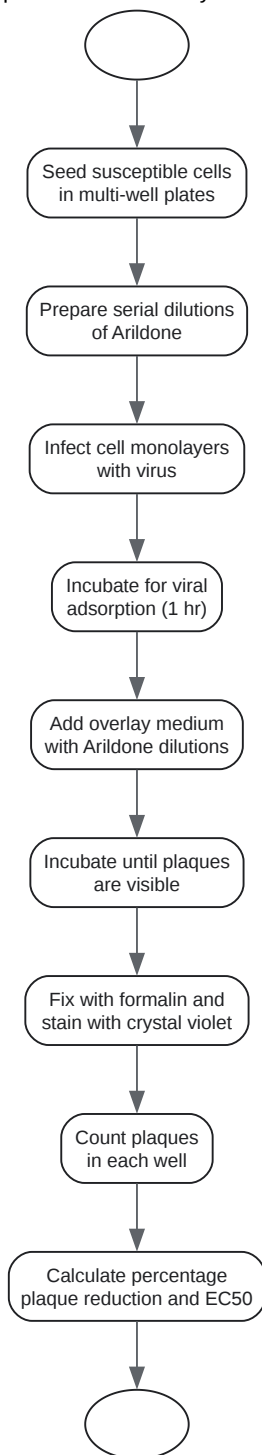 Seed susceptible cells
in multi-well plates
Prepare serial dilutions
of Arildone
Infect cell monolayers
with virus
Incubate for viral
adsorption (1 hr)
Add overlay medium
with Arildone dilutions
Incubate until plaques
are visible
Fix with formalin and
stain with crystal violet
Count plaques
in each well
Calculate percentage
plaque reduction and EC50